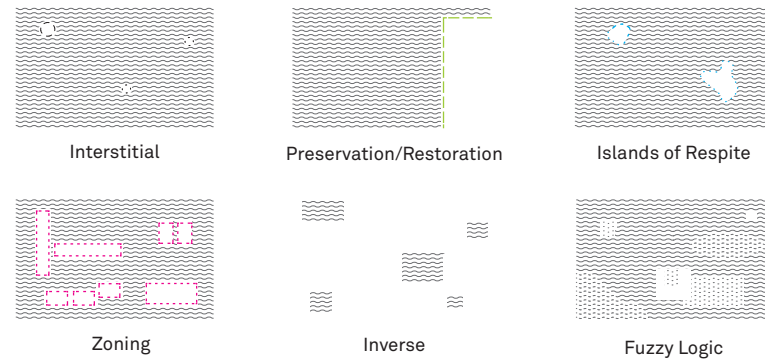 Interstitial
Preservation/Restoration
Islands of Respite
Zoning
Inverse
Fuzzy Logic